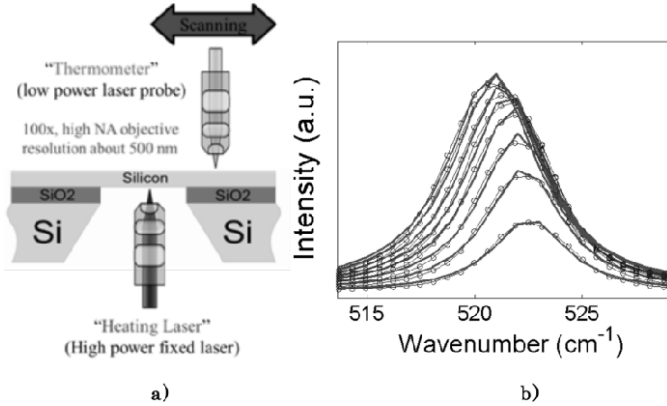 Scanning
"Thermometer"
(low power laser probe)
100x, high NA objective
resolution about 500 nm
Silicon
SiO2
SiO2
Si
Si
"Heating Laser"
(High power fixed laser)
a)
Intensity (a.u.)
515
520
525
Wavenumber (cm⁻¹)
b)